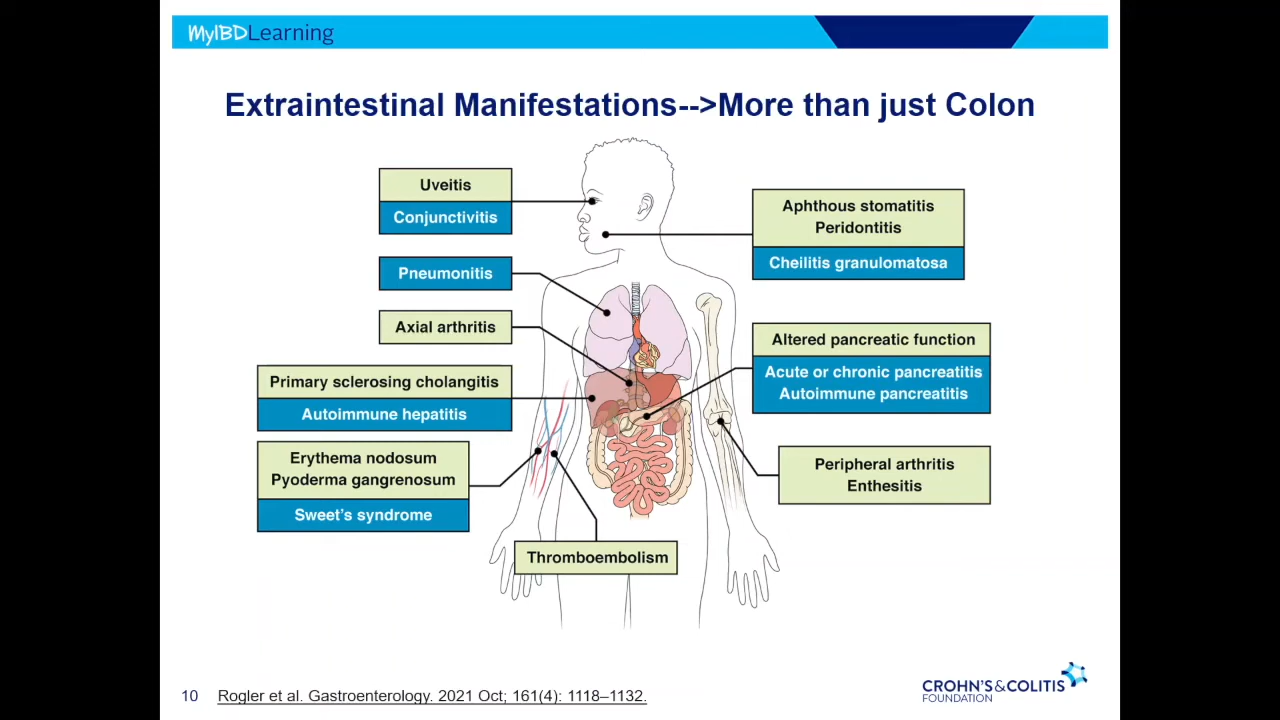 MyIBDLearning
Extraintestinal Manifestations-->More than just Colon
Uveitis
Conjunctivitis
Pneumonitis
Axial arthritis
Primary sclerosing cholangitis
Autoimmune hepatitis
Erythema nodosum
Pyoderma gangrenosum
Sweet's syndrome
Thromboembolism
Aphthous stomatitis
Peridontitis
Cheilitis granulomatosa
Altered pancreatic function
Acute or chronic pancreatitis
Autoimmune pancreatitis
Peripheral arthritis
Enthesitis
10 Rogler et al. Gastroenterology. 2021 Oct; 161(4): 1118–1132.
CROHN'S&COLITIS
FOUNDATION